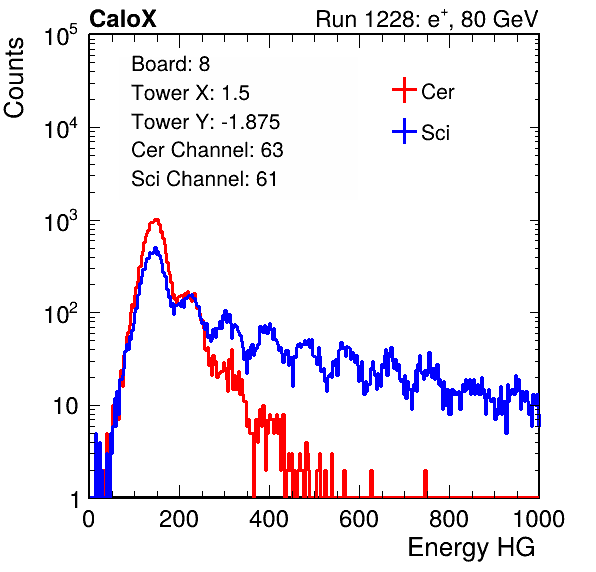 CaloX Run 1228: e⁺, 80 GeV
Counts
10⁵
10⁴
10³
10²
10
1
Board: 8
Tower X: 1.5
Tower Y: -1.875
Cer Channel: 63
Sci Channel: 61
Cer
Sci
0 200 400 600 800 1000
Energy HG